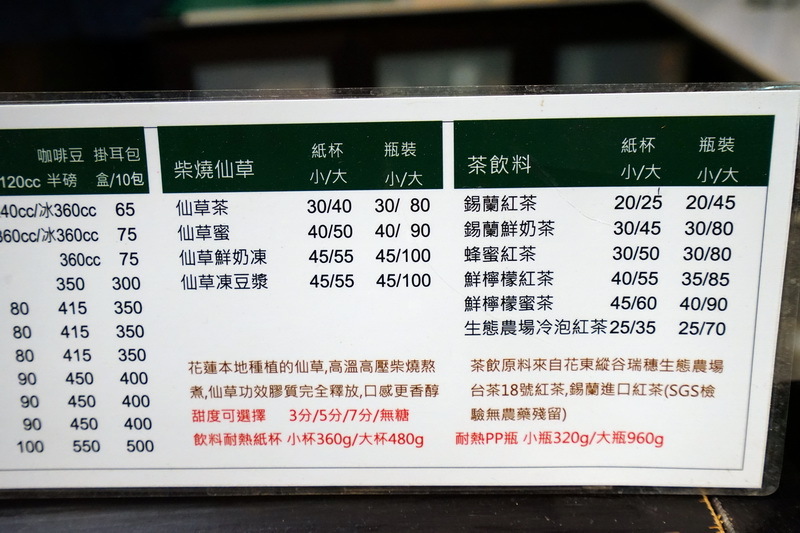 咖啡豆 掛耳包
120cc 半磅 盒/10包
40cc/冰360cc 65
360cc/冰360cc 75
360cc 75
350 300
80 415 350
80 415 350
80 415 350
90 450 400
90 450 400
90 450 400
100 550 500
柴燒仙草 紙杯 瓶裝
小/大 小/大
仙草茶 30/40 30/ 80
仙草蜜 40/50 40/ 90
仙草鮮奶凍 45/55 45/100
仙草凍豆漿 45/55 45/100
花蓮本地種植的仙草,高溫高壓柴燒熬
煮,仙草功效膠質完全釋放,口感更香醇
甜度可選擇 3分/5分/7分/無糖
飲料耐熱紙杯 小杯360g/大杯480g
茶飲料 紙杯 瓶裝
小/大 小/大
錫蘭紅茶 20/25 20/45
錫蘭鮮奶茶 30/45 30/80
蜂蜜紅茶 30/50 30/80
鮮檸檬紅茶 40/55 35/85
鮮檸檬蜜茶 45/60 40/90
生態農場冷泡紅茶 25/35 25/70
茶飲原料來自花東縱谷瑞穗生態農場
台茶18號紅茶,錫蘭進口紅茶(SGS檢
驗無農藥殘留)
耐熱PP瓶 小瓶320g/大瓶960g